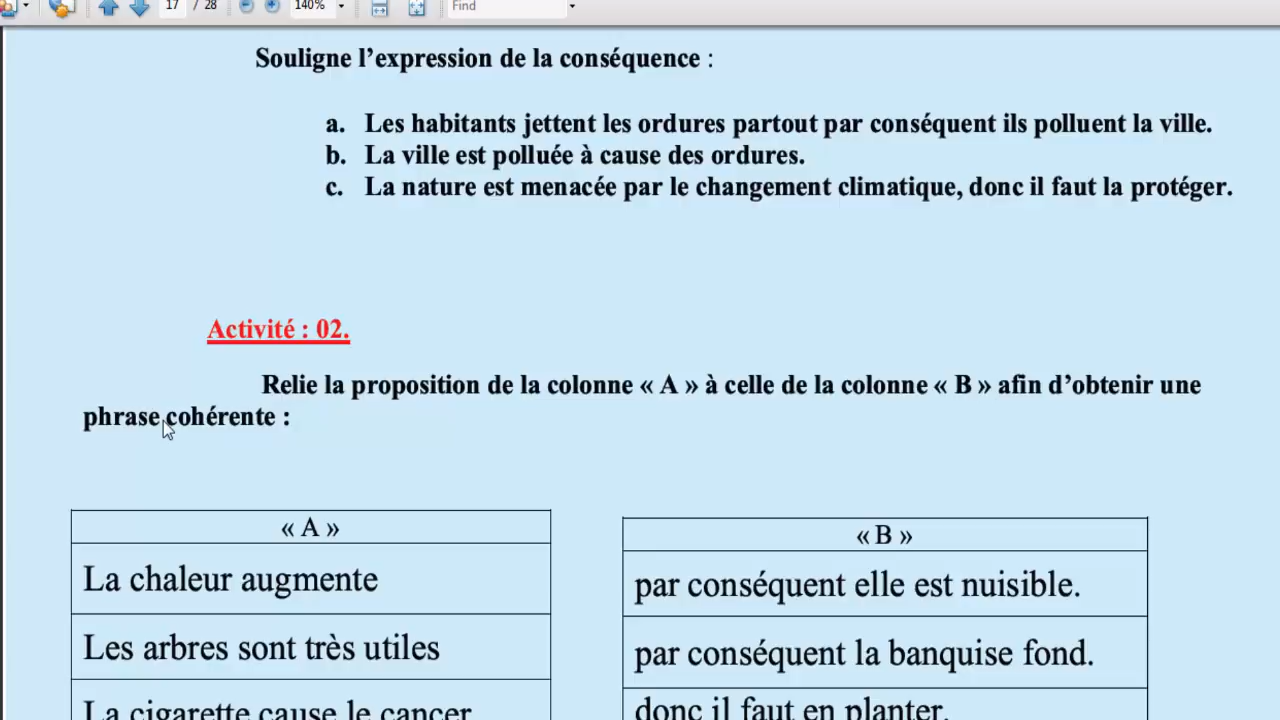 17 / 28
140%
Find
Souligne l’expression de la conséquence :
a. Les habitants jettent les ordures partout par conséquent ils polluent la ville.
b. La ville est polluée à cause des ordures.
c. La nature est menacée par le changement climatique, donc il faut la protéger.
Activité : 02.
Relie la proposition de la colonne « A » à celle de la colonne « B » afin d’obtenir une
phrase cohérente :
« A »
La chaleur augmente
Les arbres sont très utiles
La cigarette cause le cancer
« B »
par conséquent elle est nuisible.
par conséquent la banquise fond.
donc il faut en planter.